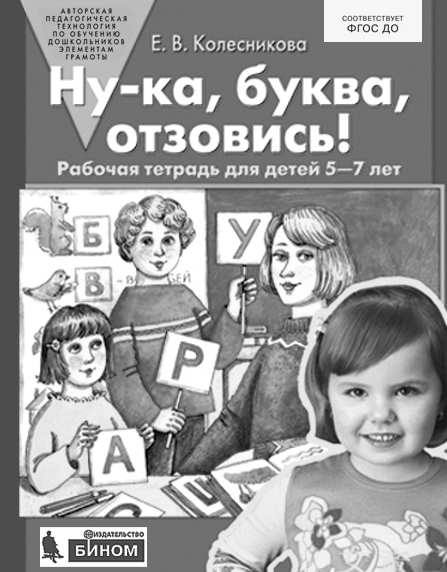 АВТОРСКАЯ
ПЕДАГОГИЧЕСКАЯ
ТЕХНОЛОГИЯ
ПО ОБУЧЕНИЮ
ДОШКОЛЬНИКОВ
ЭЛЕМЕНТАМ
ГРАМОТЫ
СООТВЕТСТВУЕТ
ФГОС ДО
Е. В. Колесникова
Ну-ка, буква,
отзовись!
Рабочая тетрадь для детей 5—7 лет
Б
У
В
Р
А
С
ИЗДАТЕЛЬСТВО
БИНОМ